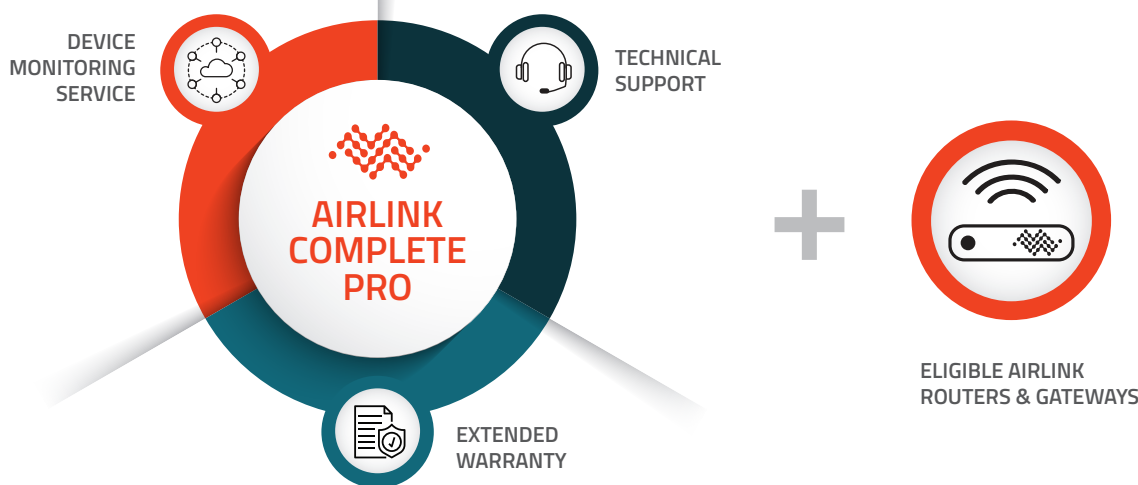 DEVICE
MONITORING
SERVICE
TECHNICAL
SUPPORT
AIRLINK
COMPLETE
PRO
EXTENDED
WARRANTY
ELIGIBLE AIRLINK
ROUTERS & GATEWAYS